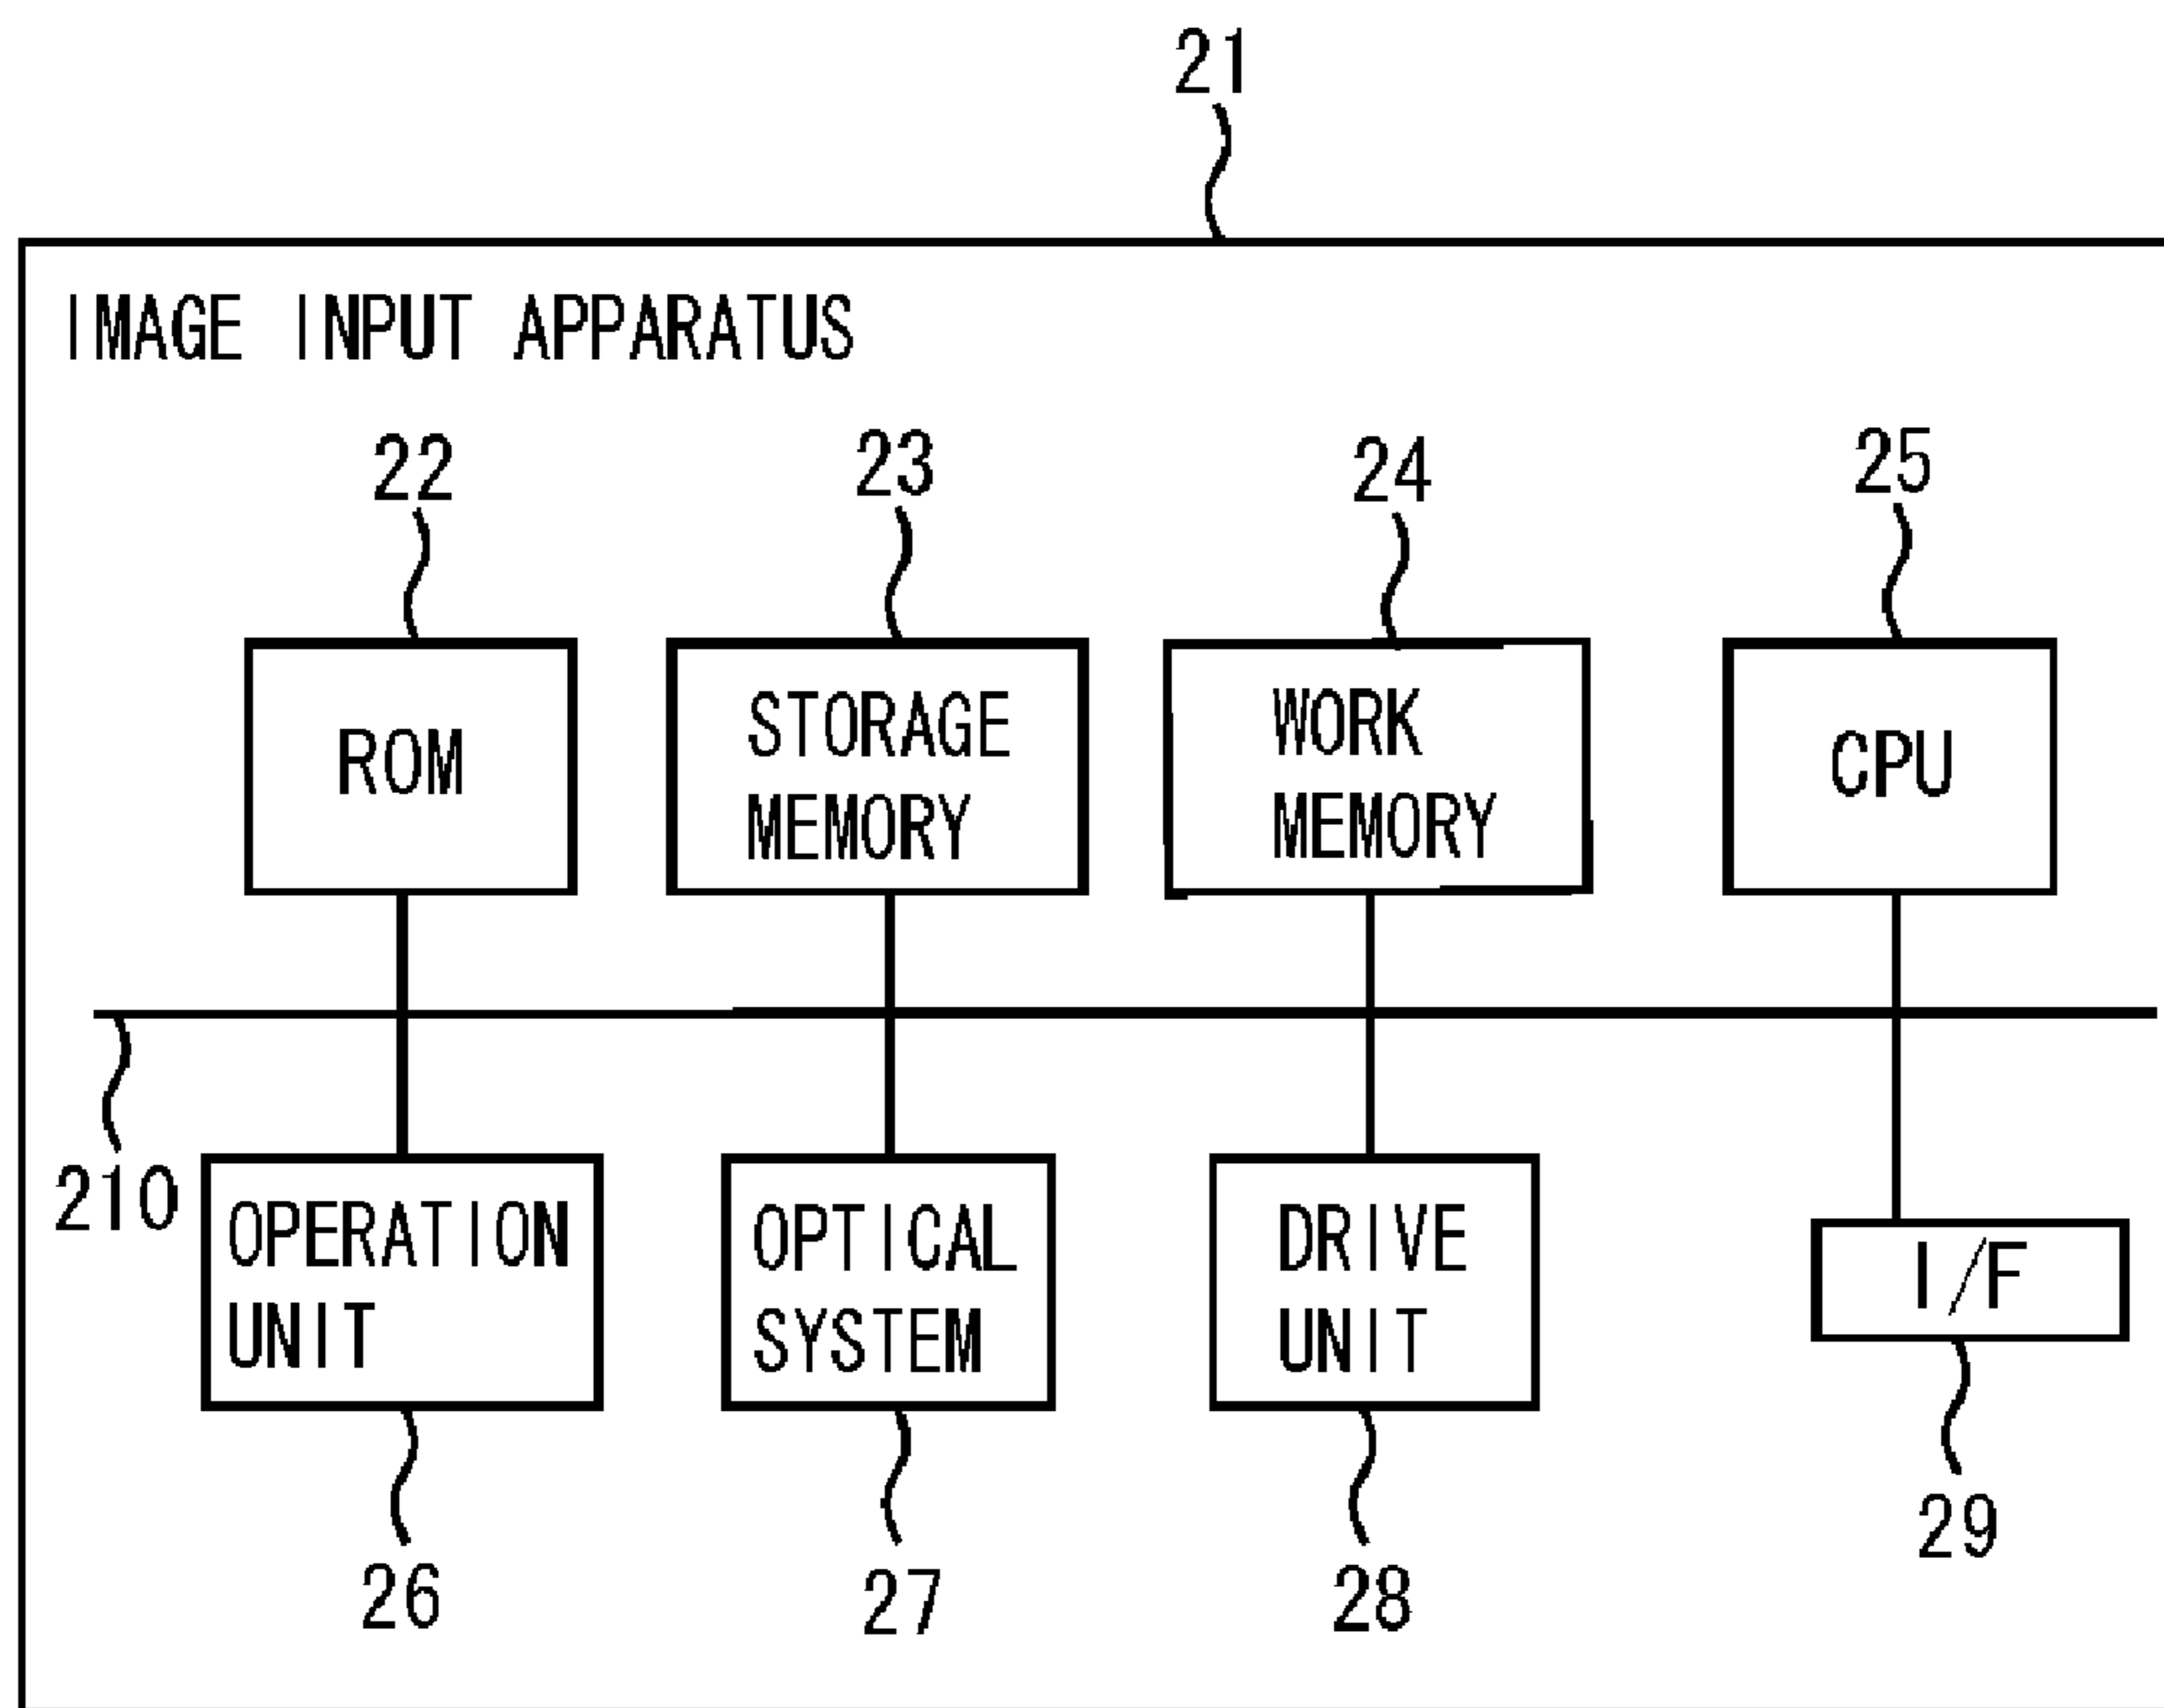 21
IMAGE INPUT APPARATUS
22
23
24
25
ROM
STORAGE
MEMORY
WORK
MEMORY
CPU
210
OPERATION
UNIT
OPTICAL
SYSTEM
DRIVE
UNIT
I/F
26
27
28
29